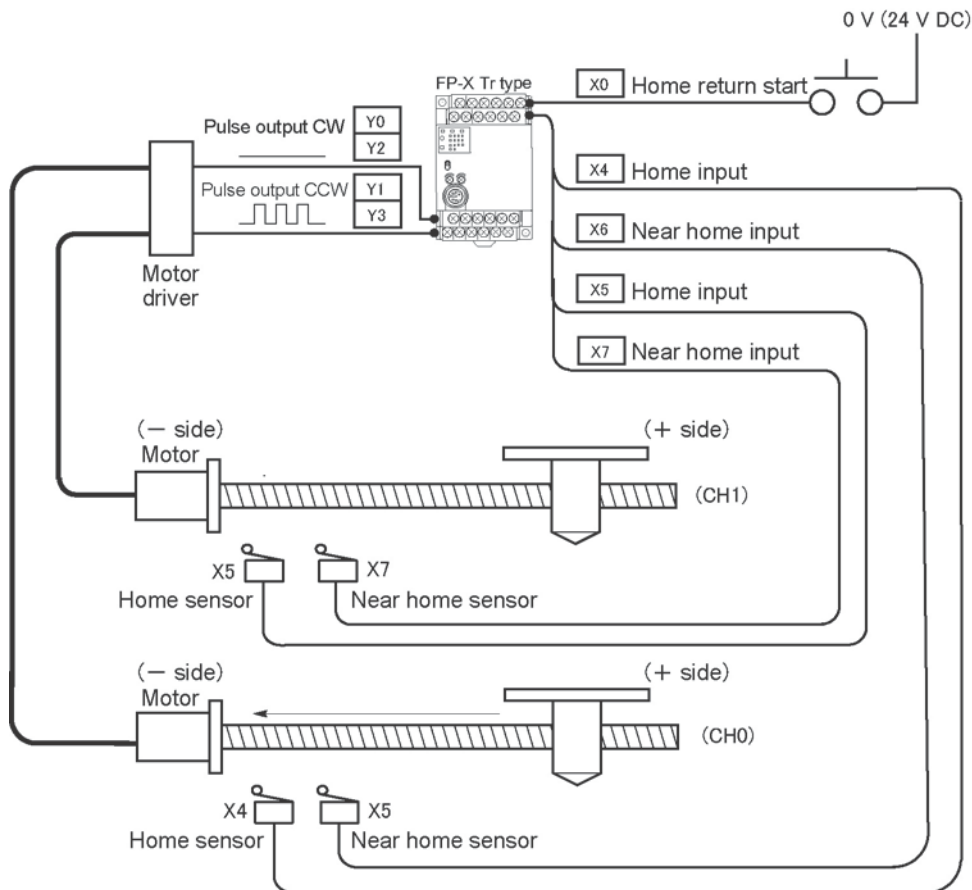 0 V (24 V DC)
FP-X Tr type
X0 Home return start
Pulse output CW Y0
Y2
Pulse output CCW Y1
Y3
X4 Home input
X6 Near home input
X5 Home input
X7 Near home input
Motor
driver
(− side)
Motor
(+ side)
(CH1)
X5
Home sensor
X7
Near home sensor
(− side)
Motor
(+ side)
(CH0)
X4
Home sensor
X5
Near home sensor